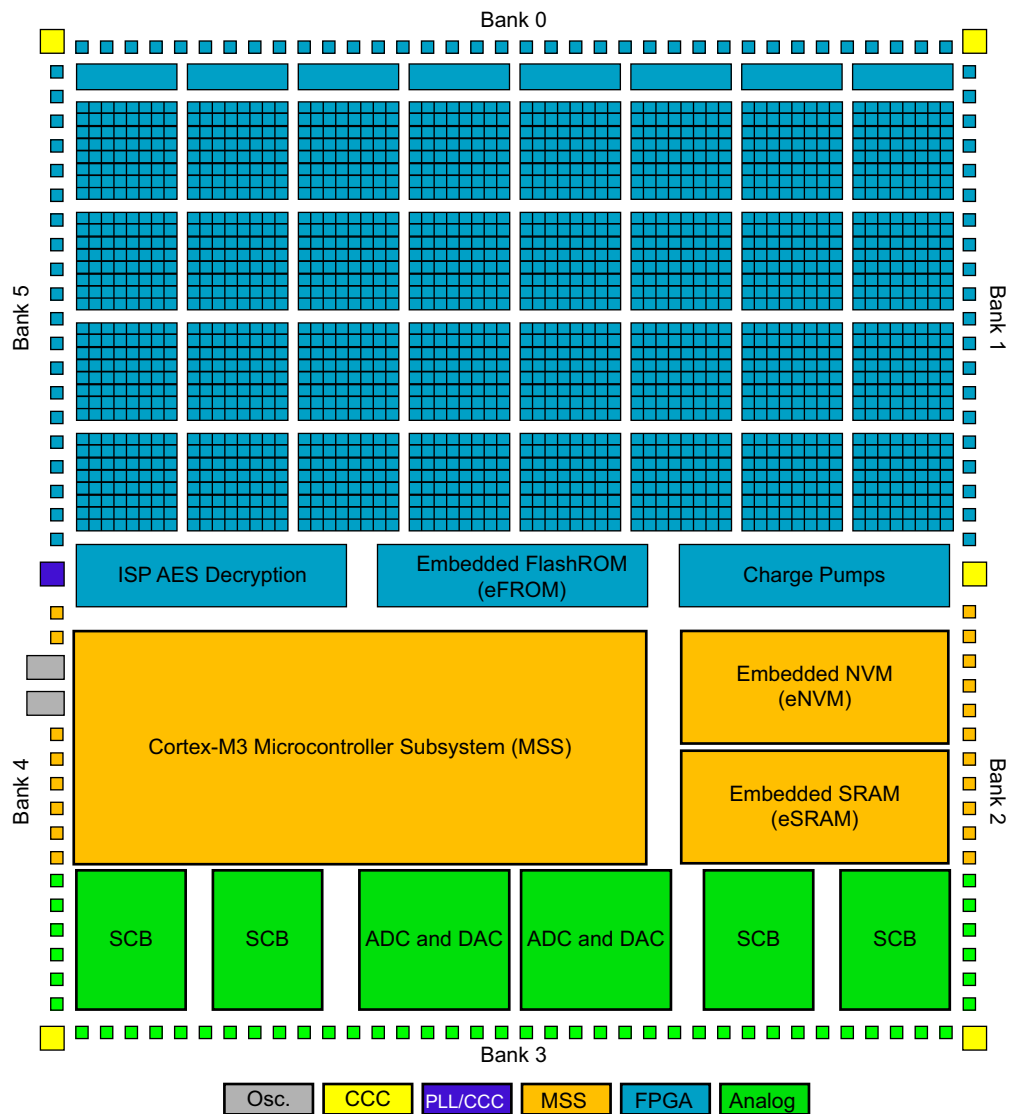 Bank 0
Bank 5
Bank 1
ISP AES Decryption
Embedded FlashROM
(eFROM)
Charge Pumps
Cortex-M3 Microcontroller Subsystem (MSS)
Embedded NVM
(eNVM)
Embedded SRAM
(eSRAM)
Bank 4
Bank 2
SCB
SCB
ADC and DAC
ADC and DAC
SCB
SCB
Bank 3
Osc.
CCC
PLL/CCC
MSS
FPGA
Analog